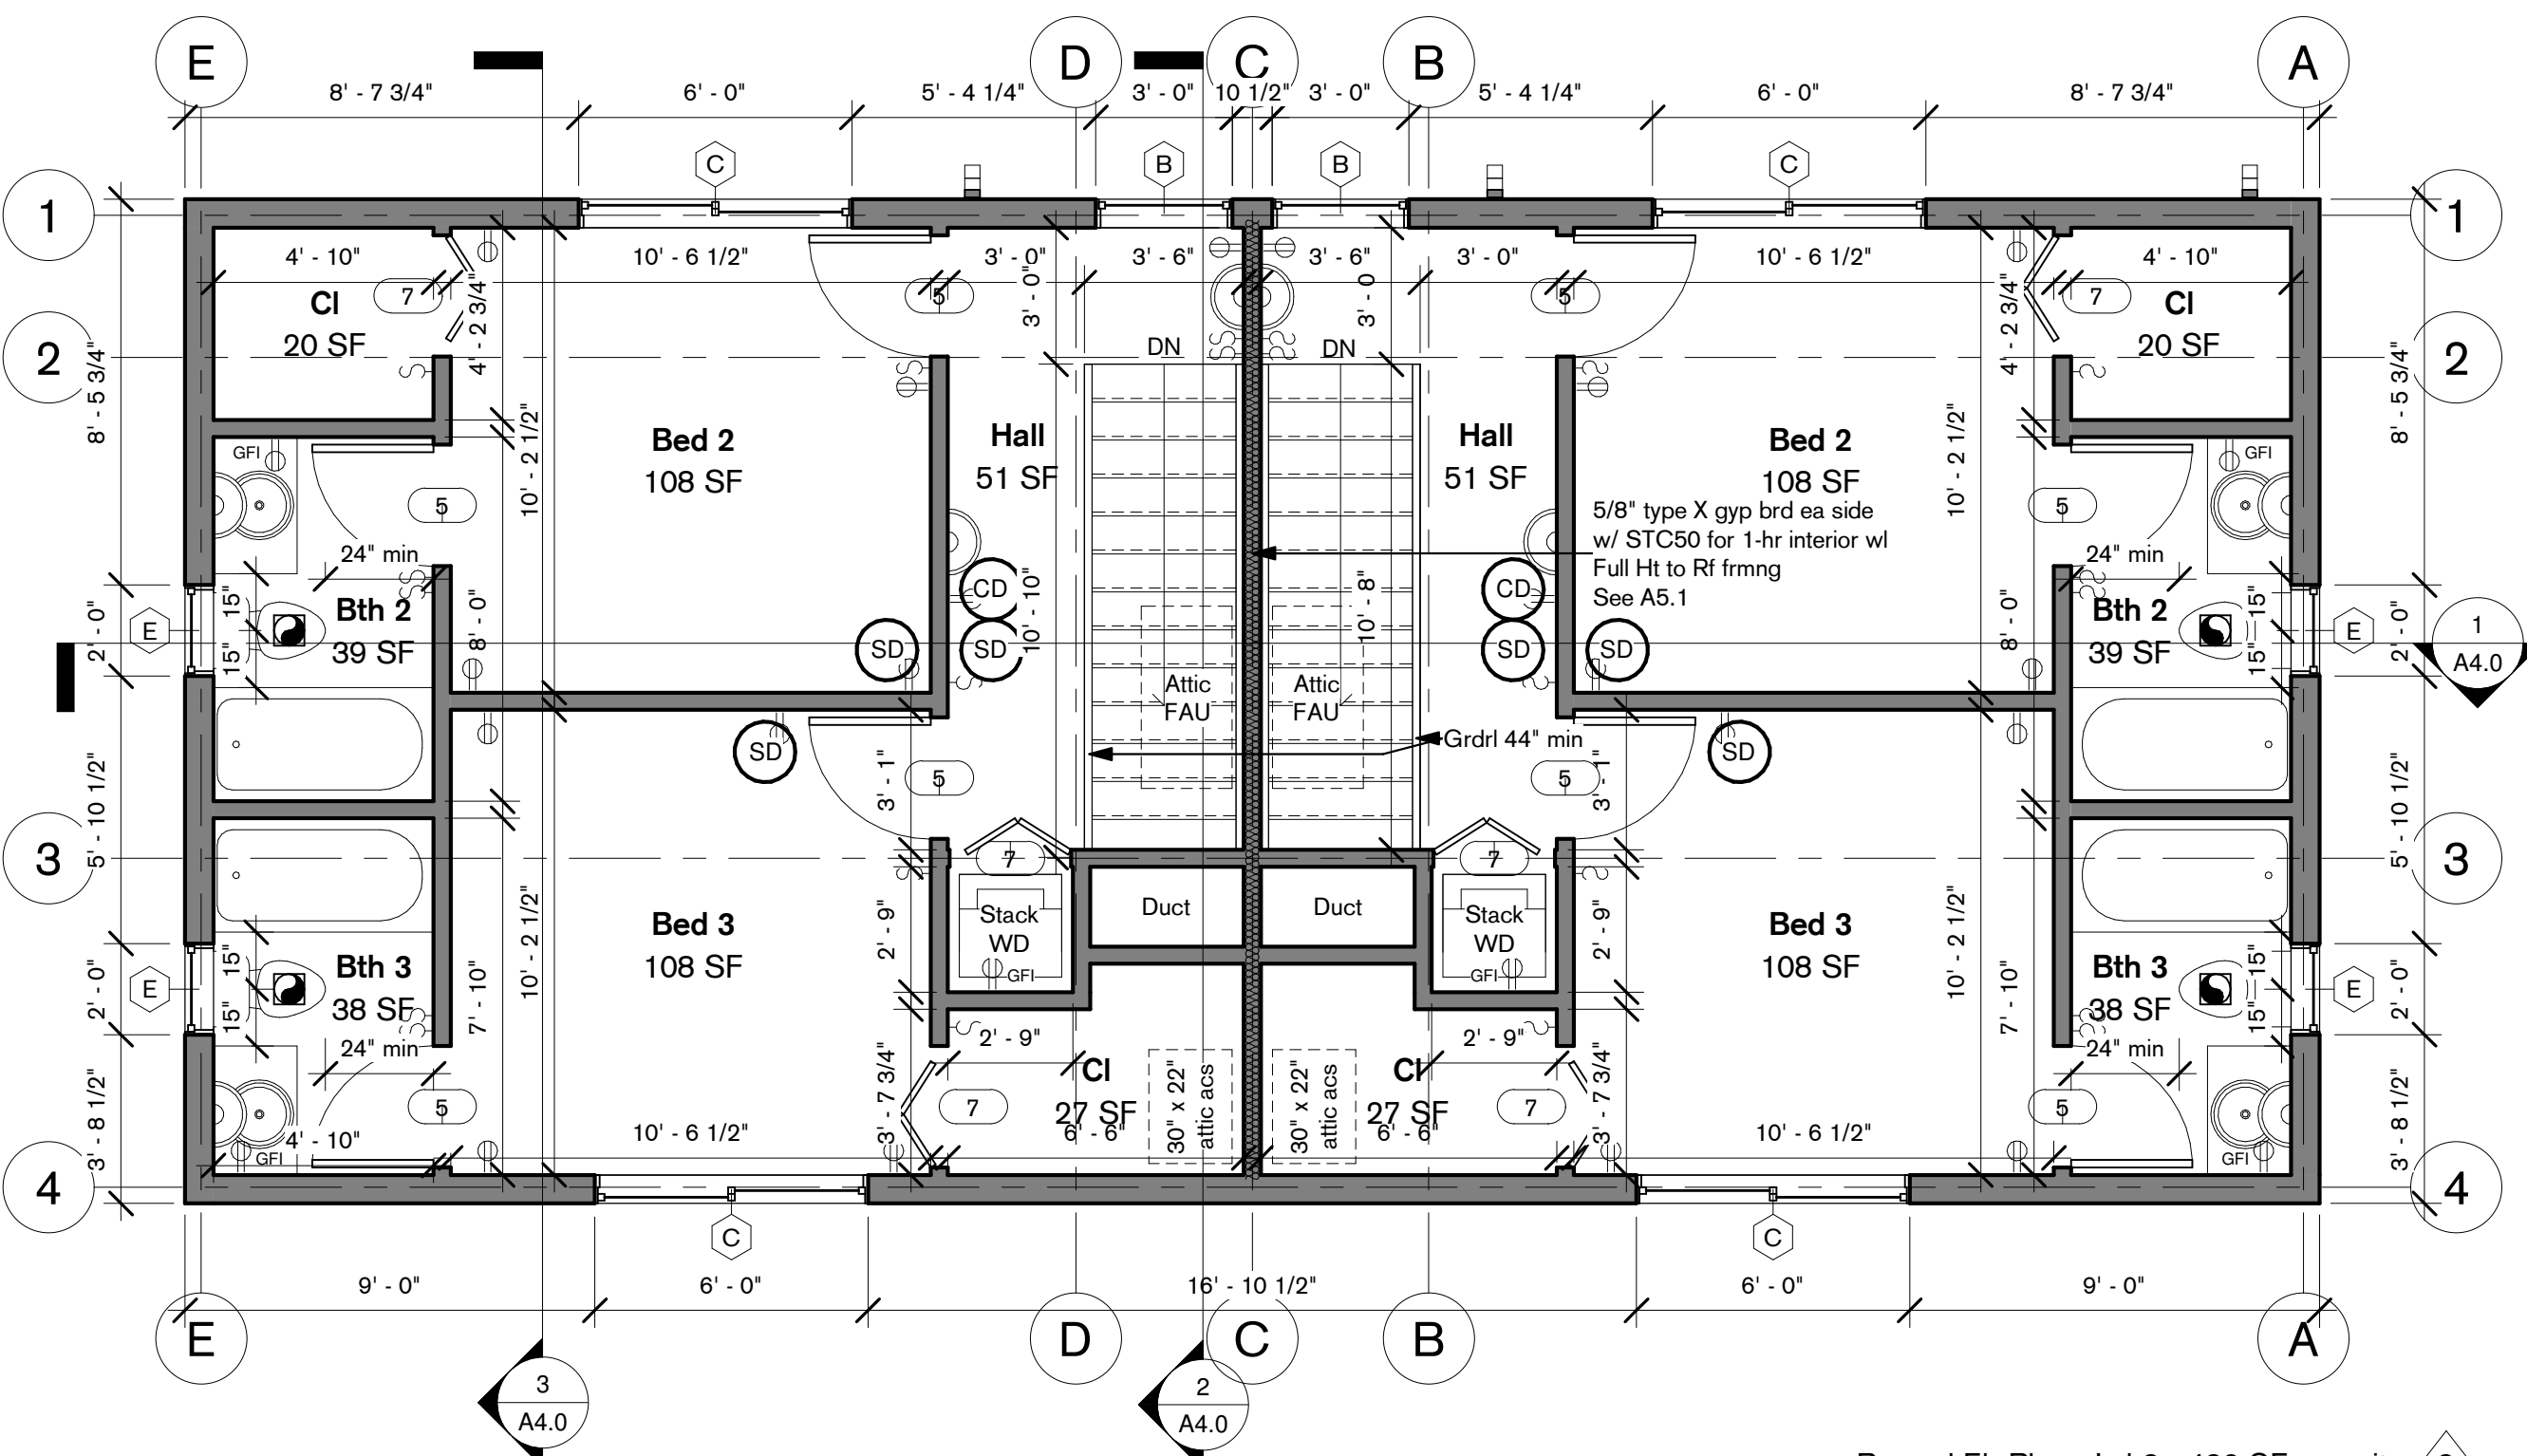 E D C B A
8' - 7 3/4" 6' - 0" 5' - 4 1/4" 3' - 0" 10 1/2" 3' - 0" 5' - 4 1/4" 6' - 0" 8' - 7 3/4"
C B B C
1 1
4' - 10" 10' - 6 1/2" 3' - 0" 3' - 6" 3' - 6" 3' - 0" 10' - 6 1/2" 4' - 10"
7 5 5 7
Cl Cl
20 SF 20 SF
4' - 2 3/4" 3' - 0" 3' - 0 4' - 2 3/4"
2 DN DN 2
8' - 5 3/4" 8' - 5 3/4"
Bed 2 Hall Hall Bed 2
108 SF 51 SF 51 SF 108 SF
GFI GFI
10' - 2 1/2" 10' - 2 1/2"
5 5
5/8" type X gyp brd ea side
w/ STC50 for 1-hr interior wl
Full Ht to Rf frmng
See A5.1
24" min 24" min
CD CD
15" 15"
Bth 2 Bth 2
39 SF 39 SF
2' - 0" E 8' - 0" 10' - 10" 10' - 8" 8' - 0" E 2' - 0"
15" 15"
SD SD SD SD
1
A4.0
Attic Attic
FAU FAU
Grdrl 44" min
SD SD
3' - 1" 5 5 3' - 1"
5' - 10 1/2" 5' - 10 1/2"
3 7 7 3
Duct Duct
Stack Stack
WD WD
GFI GFI
2' - 9" 2' - 9"
Bed 3 Bed 3
108 SF 108 SF
10' - 2 1/2" 10' - 2 1/2"
15" 15"
Bth 3 Bth 3
38 SF 38 SF
2' - 0" E 7' - 10" 7' - 10" E 2' - 0"
15" 15"
24" min 24" min
2' - 9" 2' - 9"
Cl Cl
27 SF 27 SF
3' - 7 3/4" 3' - 7 3/4"
30" x 22" 30" x 22"
attic acs attic acs
5 7 7 5
3' - 8 1/2" 3' - 8 1/2"
4' - 10" 10' - 6 1/2" 6' - 6" 6' - 6" 10' - 6 1/2"
GFI GFI
4 4
C C
9' - 0" 6' - 0" 16' - 10 1/2" 6' - 0" 9' - 0"
E D C B A
3 2
A4.0 A4.0